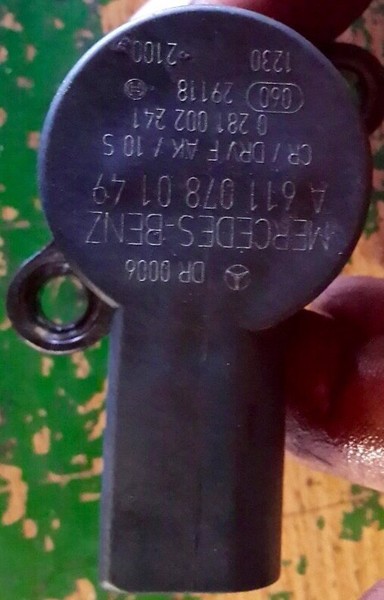 DR 0006
MERCEDES-BENZ
A 611 078 01 49
CR / DRV/F AK / 10 S
0 281 002 241
060 29118
1230 -2100